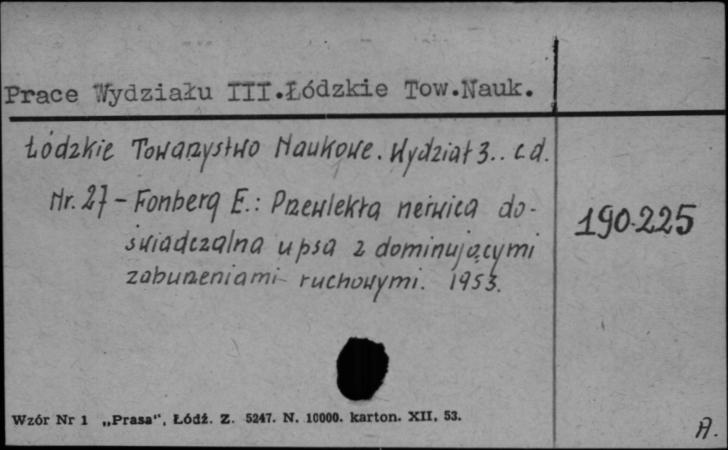 Prace Wydziału III.Łódzkie Tow.Nauk.
Łódzkie Towarzystwo Naukowe. Wydział 3.. c.d.
Nr. 27 - Fonberg E.: Przewlekła nerwica do-
świadczalna u psa z dominującymi
zaburzeniami ruchowymi. 1953.
190.225
Wzór Nr 1 „Prasa", Łódź. Z. 5247. N. 10000. karton. XII. 53.
A.